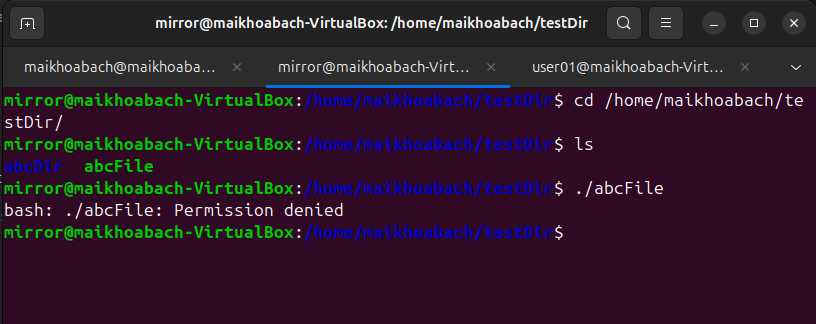 mirror@maikhoabach-VirtualBox: /home/maikhoabach/testDir
maikhoabach@maikhoaba... mirror@maikhoabach-Virt... user01@maikhoabach-Virt...
mirror@maikhoabach-VirtualBox:/home/maikhoabach/testDir$ cd /home/maikhoabach/te
stDir/
mirror@maikhoabach-VirtualBox:/home/maikhoabach/testDir$ ls
abcDir  abcFile
mirror@maikhoabach-VirtualBox:/home/maikhoabach/testDir$ ./abcFile
bash: ./abcFile: Permission denied
mirror@maikhoabach-VirtualBox:/home/maikhoabach/testDir$